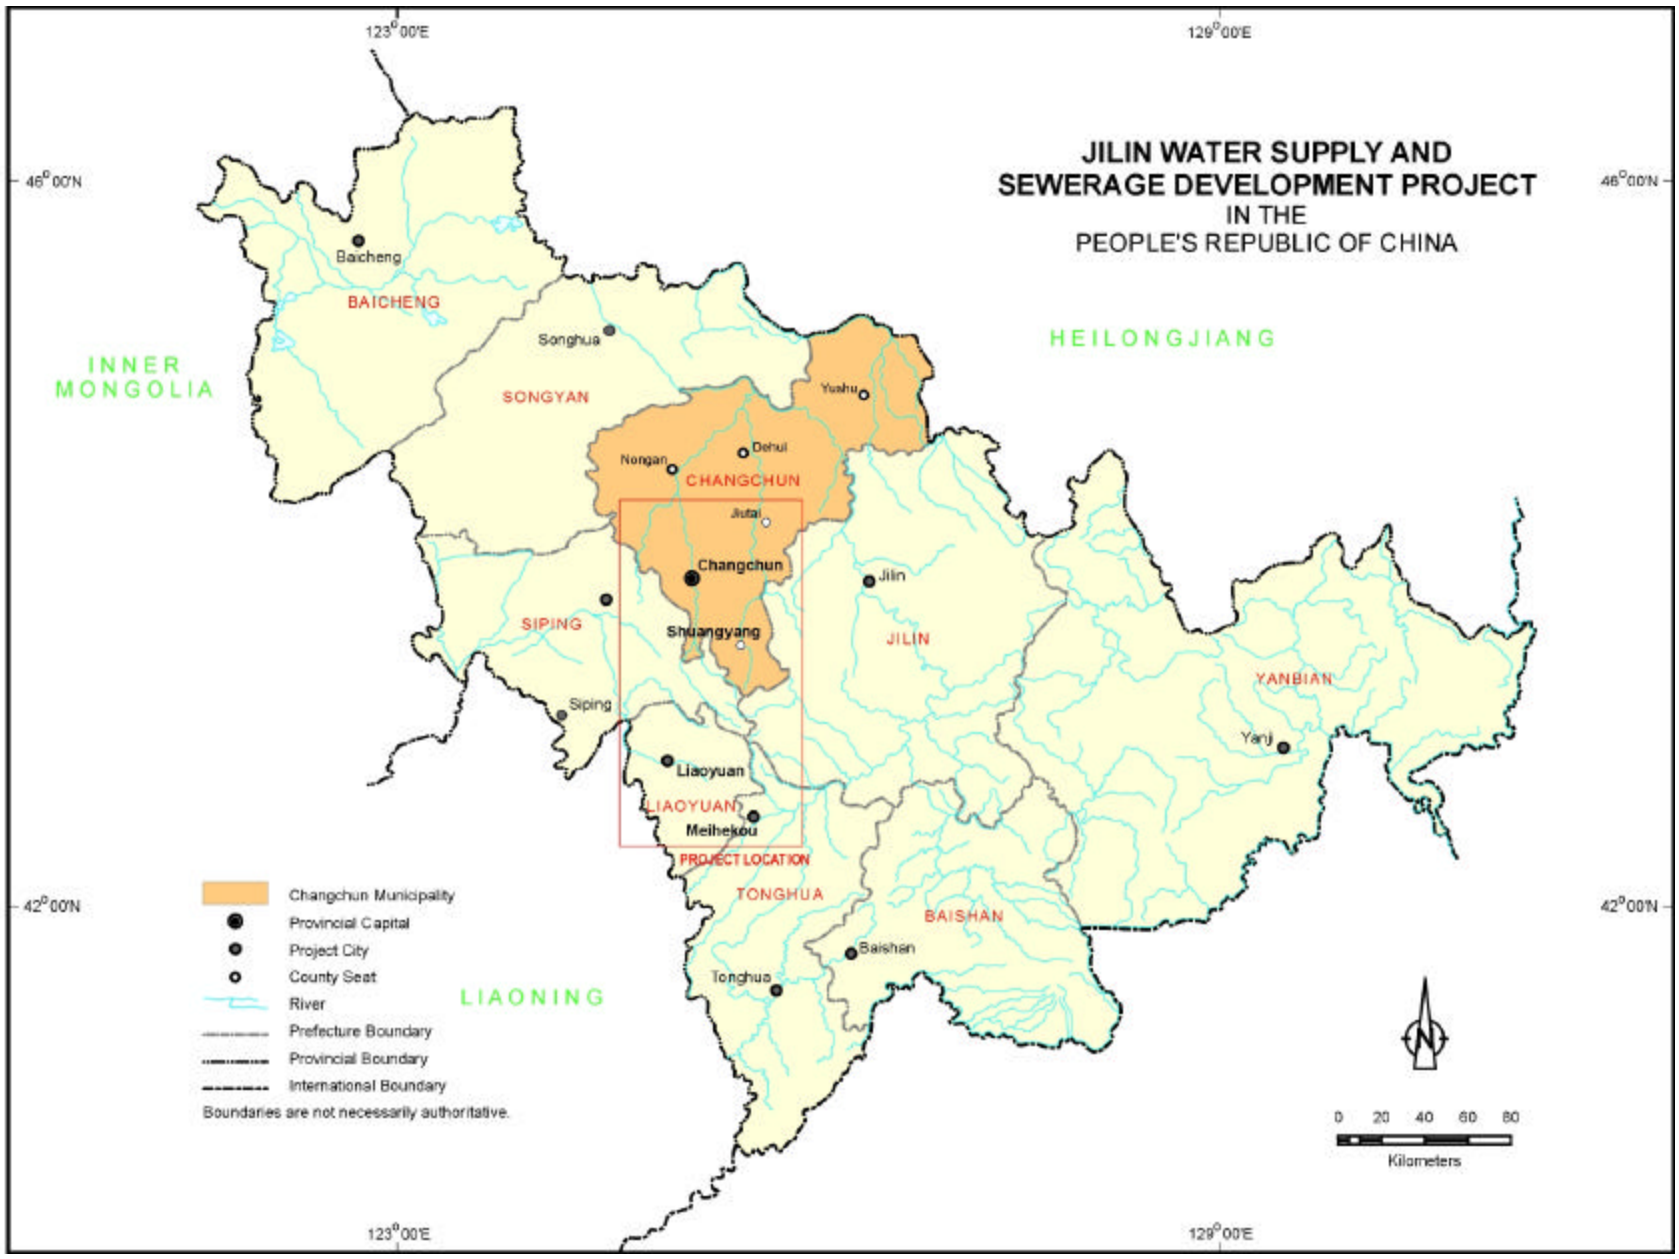 123°00'E
129°00'E
46°00'N
46°00'N
JILIN WATER SUPPLY AND
SEWERAGE DEVELOPMENT PROJECT
IN THE
PEOPLE'S REPUBLIC OF CHINA
Baicheng
BAICHENG
Songhua
HEILONGJIANG
INNER
MONGOLIA
SONGYAN
Yushu
Dehui
Nongan
CHANGCHUN
Jiutai
Changchun
Jilin
SIPING
Shuangyang
JILIN
YANBIAN
Siping
Yanji
Liaoyuan
LIAOYUAN
Meihekou
PROJECT LOCATION
TONGHUA
BAISHAN
Baishan
Tonghua
LIAONING
42°00'N
42°00'N
Changchun Municipality
Provincial Capital
Project City
County Seat
River
Prefecture Boundary
Provincial Boundary
International Boundary
Boundaries are not necessarily authoritative.
N
0 20 40 60 80
Kilometers
123°00'E
129°00'E